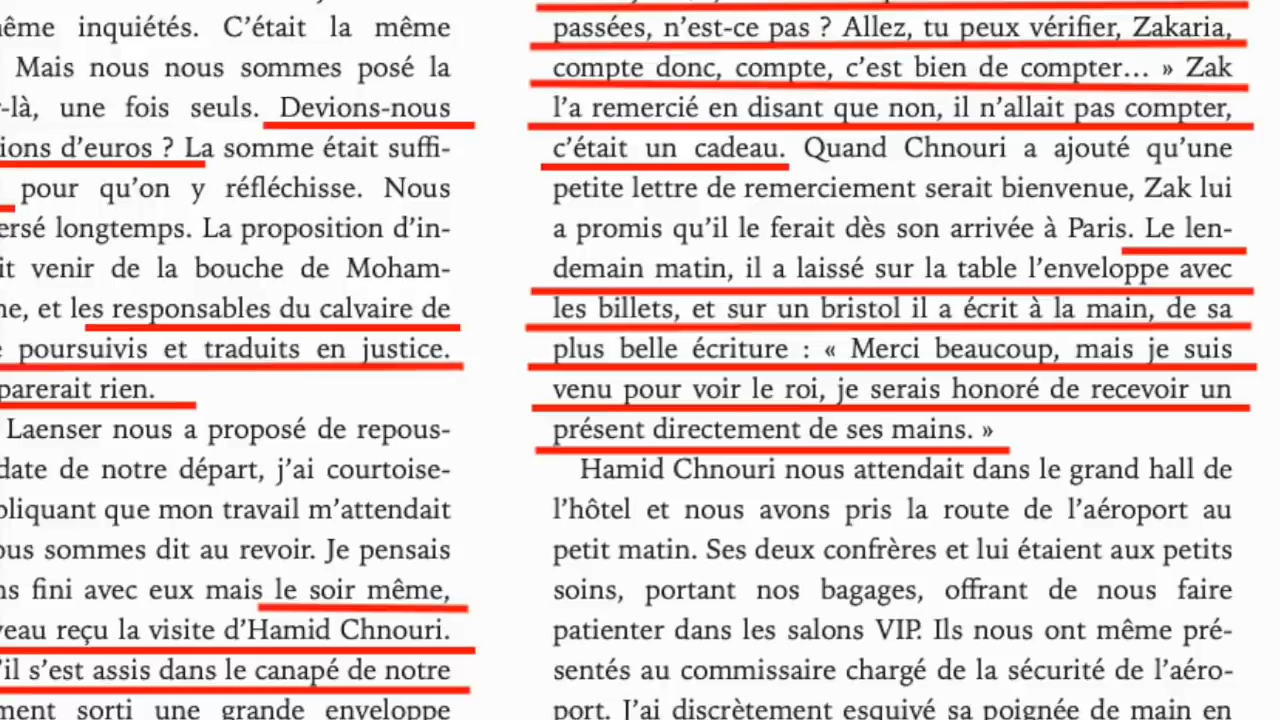 même inquiétés. C'était la même
Mais nous nous sommes posé la
-là, une fois seuls. Devions-nous
ions d'euros ? La somme était suffi-
pour qu'on y réfléchisse. Nous
ersé longtemps. La proposition d'in-
it venir de la bouche de Moham-
ne, et les responsables du calvaire de
e poursuivis et traduits en justice.
parerait rien.
Laenser nous a proposé de repous-
date de notre départ, j'ai courtoise-
pliquant que mon travail m'attendait
ous sommes dit au revoir. Je pensais
ns fini avec eux mais le soir même,
veau reçu la visite d'Hamid Chnouri.
'il s'est assis dans le canapé de notre
ment sorti une grande enveloppe
passées, n'est-ce pas ? Allez, tu peux vérifier, Zakaria,
compte donc, compte, c'est bien de compter… » Zak
l'a remercié en disant que non, il n'allait pas compter,
c'était un cadeau. Quand Chnouri a ajouté qu'une
petite lettre de remerciement serait bienvenue, Zak lui
a promis qu'il le ferait dès son arrivée à Paris. Le len-
demain matin, il a laissé sur la table l'enveloppe avec
les billets, et sur un bristol il a écrit à la main, de sa
plus belle écriture : « Merci beaucoup, mais je suis
venu pour voir le roi, je serais honoré de recevoir un
présent directement de ses mains. »
Hamid Chnouri nous attendait dans le grand hall de
l'hôtel et nous avons pris la route de l'aéroport au
petit matin. Ses deux confrères et lui étaient aux petits
soins, portant nos bagages, offrant de nous faire
patienter dans les salons VIP. Ils nous ont même pré-
sentés au commissaire chargé de la sécurité de l'aéro-
port. J'ai discrètement esquivé sa poignée de main en